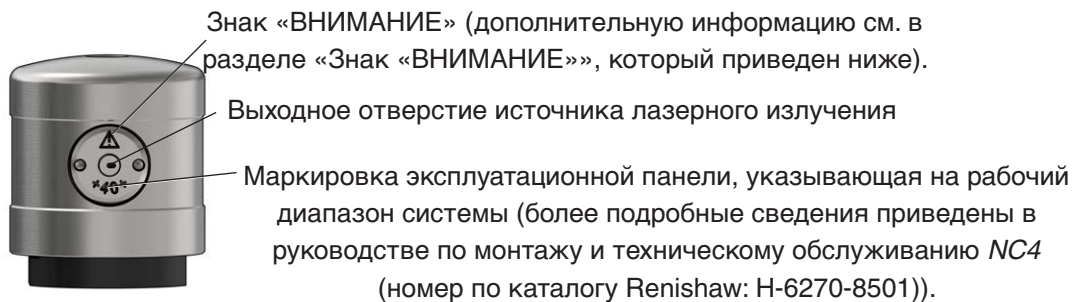 Знак «ВНИМАНИЕ» (дополнительную информацию см. в
разделе «Знак «ВНИМАНИЕ»», который приведен ниже).
Выходное отверстие источника лазерного излучения
Маркировка эксплуатационной панели, указывающая на рабочий
диапазон системы (более подробные сведения приведены в
руководстве по монтажу и техническому обслуживанию NC4
(номер по каталогу Renishaw: H-6270-8501)).
40